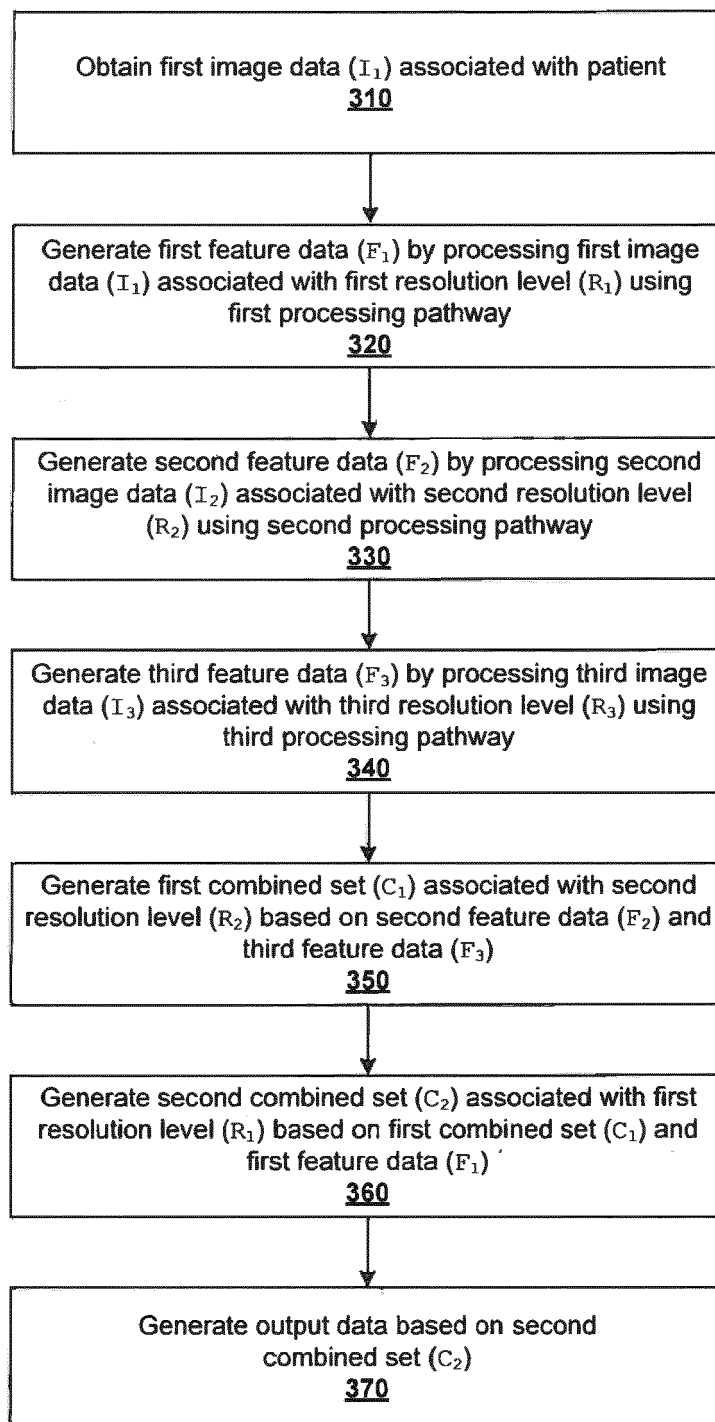 Obtain first image data (I₁) associated with patient
310
Generate first feature data (F₁) by processing first image
data (I₁) associated with first resolution level (R₁) using
first processing pathway
320
Generate second feature data (F₂) by processing second
image data (I₂) associated with second resolution level
(R₂) using second processing pathway
330
Generate third feature data (F₃) by processing third image
data (I₃) associated with third resolution level (R₃) using
third processing pathway
340
Generate first combined set (C₁) associated with second
resolution level (R₂) based on second feature data (F₂) and
third feature data (F₃)
350
Generate second combined set (C₂) associated with first
resolution level (R₁) based on first combined set (C₁) and
first feature data (F₁)
360
Generate output data based on second
combined set (C₂)
370